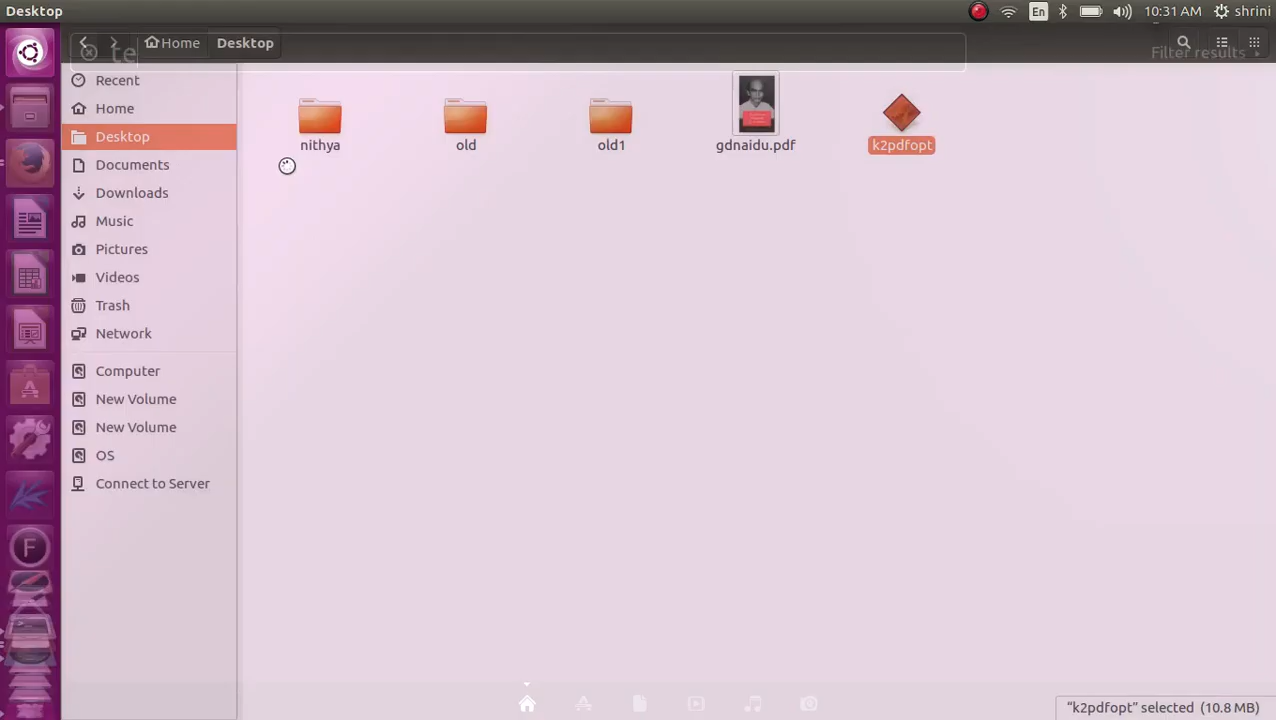 Desktop
En
10:31 AM
shrini
te
Home
Desktop
Filter results
Recent
Home
Desktop
Documents
Downloads
Music
Pictures
Videos
Trash
Network
Computer
New Volume
New Volume
OS
Connect to Server
nithya
old
old1
gdnaidu.pdf
k2pdfopt
F
"k2pdfopt" selected (10.8 MB)